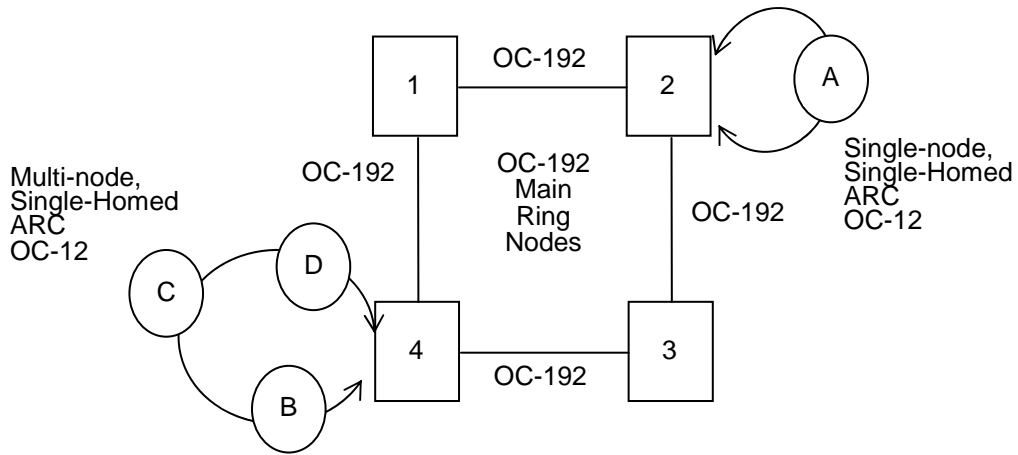 OC-192
1
2
A
OC-192
OC-192
Main
Ring
Nodes
Single-node,
Single-Homed
ARC
OC-12
Multi-node,
Single-Homed
ARC
OC-12
OC-192
D
C
4
3
OC-192
B